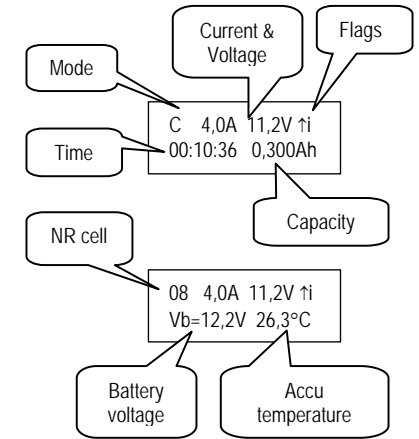 Current &
Voltage
Flags
Mode
C 4,0A 11,2V ↑i
00:10:36 0,300Ah
Time
Capacity
NR cell
08 4,0A 11,2V ↑i
Vb=12,2V 26,3°C
Battery
voltage
Accu
temperature